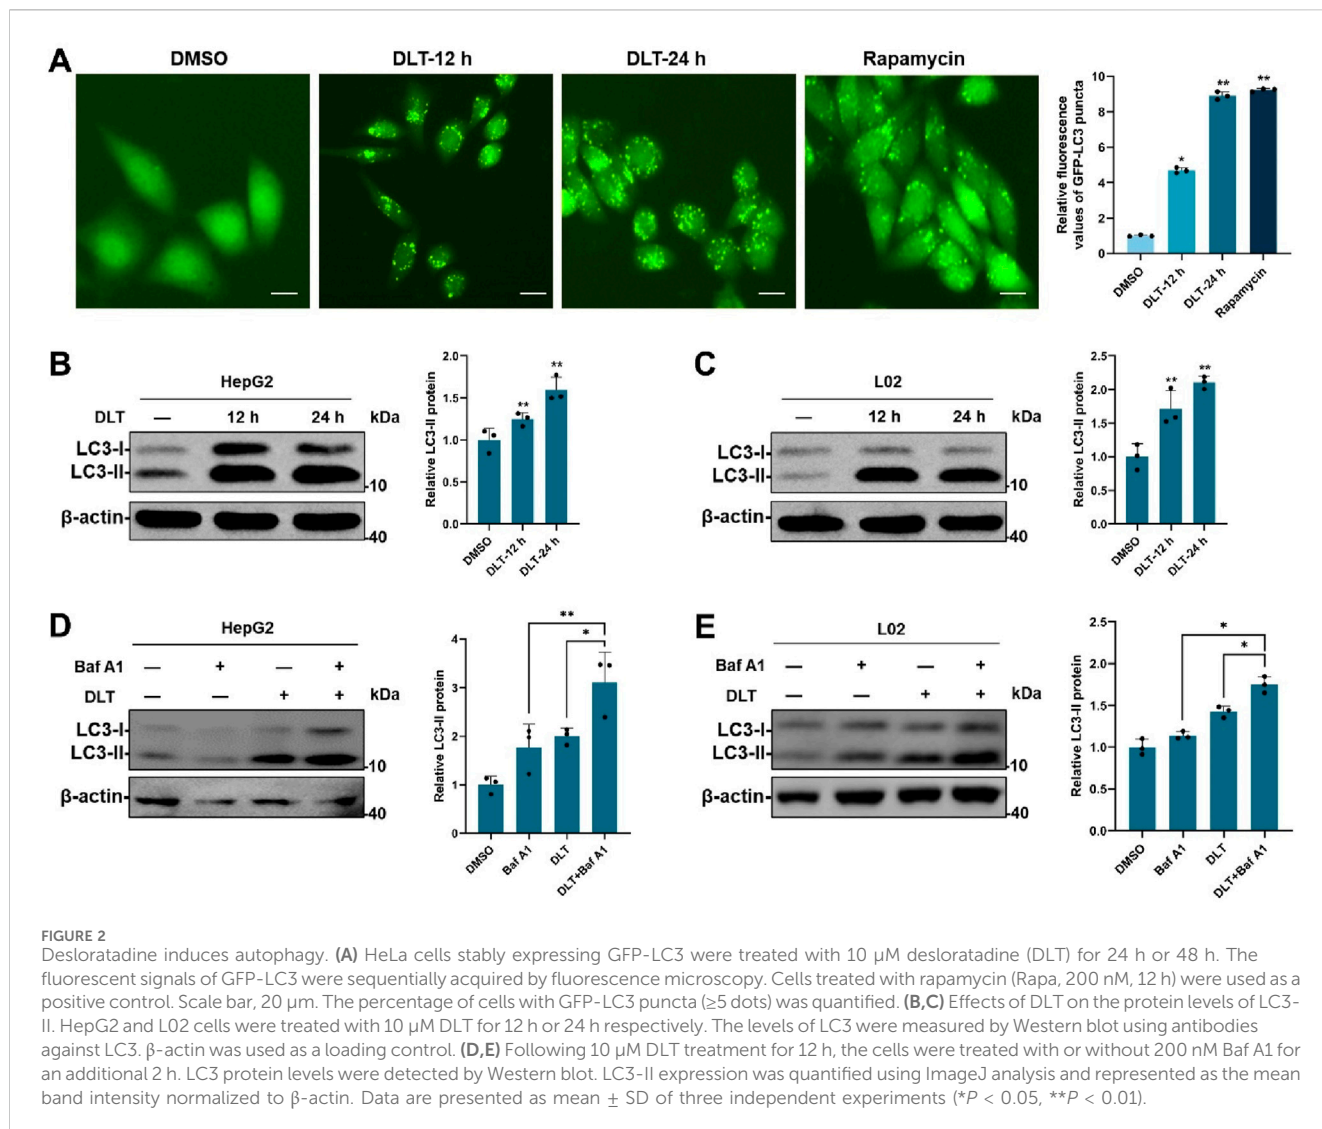 A
DMSO
DLT-12 h
DLT-24 h
Rapamycin
Relative fluorescence
values of GFP-LC3 puncta
10
8
6
4
2
0
*
**
**
DMSO
DLT-12 h
DLT-24 h
Rapamycin
B
HepG2
DLT — 12 h 24 h kDa
LC3-I-
LC3-II-
-10
β-actin-
-40
Relative LC3-II protein
2.0
1.5
1.0
0.5
0.0
**
**
DMSO
DLT-12 h
DLT-24 h
C
L02
— 12 h 24 h kDa
LC3-I-
LC3-II-
-10
β-actin-
-40
Relative LC3-II protein
2.5
2.0
1.5
1.0
0.5
0.0
**
**
DMSO
DLT-12 h
DLT-24 h
D
HepG2
Baf A1 — + — +
DLT — — + + kDa
LC3-I-
LC3-II-
-10
β-actin-
-40
Relative LC3-II protein
4
3
2
1
0
**
*
DMSO
Baf A1
DLT
DLT+Baf A1
E
L02
Baf A1 — + — +
DLT — — + + kDa
LC3-I-
LC3-II-
-10
β-actin-
-40
Relative LC3-II protein
2.5
2.0
1.5
1.0
0.5
0.0
*
*
DMSO
Baf A1
DLT
DLT+Baf A1
FIGURE 2
Desloratadine induces autophagy. (A) HeLa cells stably expressing GFP-LC3 were treated with 10 µM desloratadine (DLT) for 24 h or 48 h. The
fluorescent signals of GFP-LC3 were sequentially acquired by fluorescence microscopy. Cells treated with rapamycin (Rapa, 200 nM, 12 h) were used as a
positive control. Scale bar, 20 µm. The percentage of cells with GFP-LC3 puncta (≥5 dots) was quantified. (B,C) Effects of DLT on the protein levels of LC3-
II. HepG2 and L02 cells were treated with 10 µM DLT for 12 h or 24 h respectively. The levels of LC3 were measured by Western blot using antibodies
against LC3. β-actin was used as a loading control. (D,E) Following 10 µM DLT treatment for 12 h, the cells were treated with or without 200 nM Baf A1 for
an additional 2 h. LC3 protein levels were detected by Western blot. LC3-II expression was quantified using ImageJ analysis and represented as the mean
band intensity normalized to β-actin. Data are presented as mean ± SD of three independent experiments (*P < 0.05, **P < 0.01).